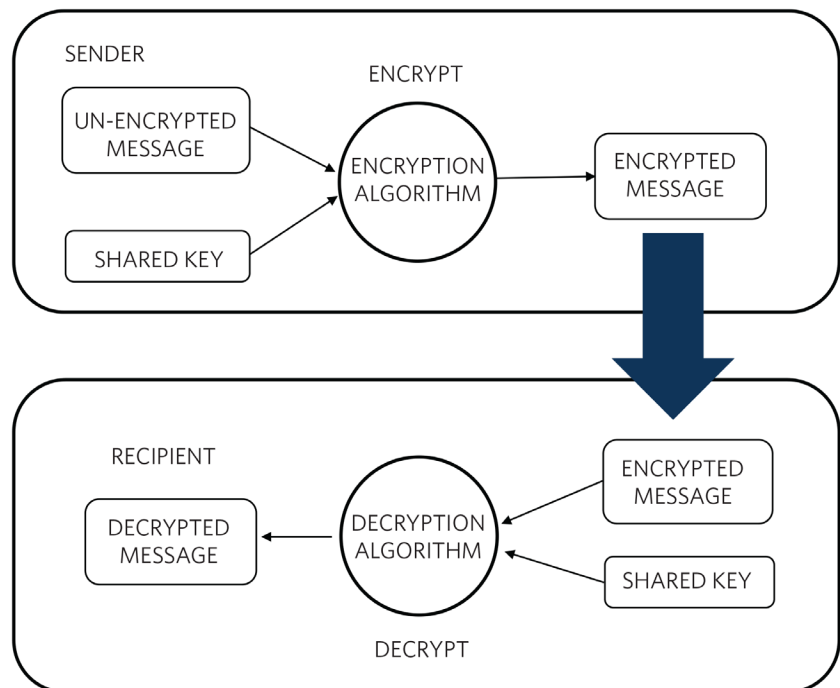 SENDER
ENCRYPT
UN-ENCRYPTED
MESSAGE
ENCRYPTION
ALGORITHM
ENCRYPTED
MESSAGE
SHARED KEY
RECIPIENT
DECRYPTED
MESSAGE
DECRYPTION
ALGORITHM
ENCRYPTED
MESSAGE
SHARED KEY
DECRYPT